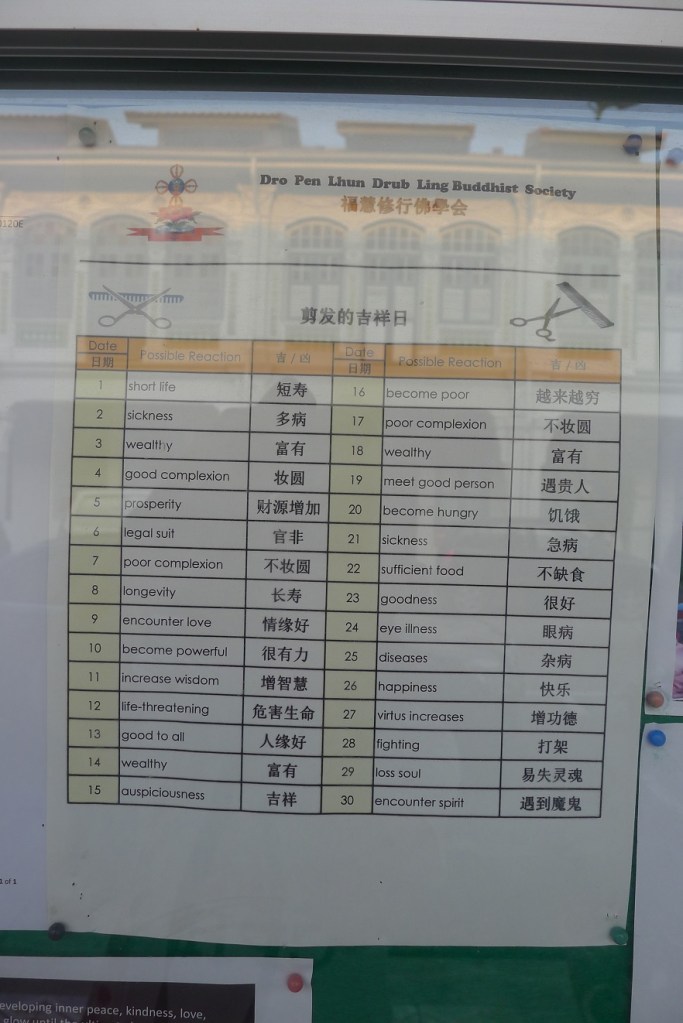 1120E
Dro Pen Lhun Drub Ling Buddhist Society
福慧修行佛學会
剪发的吉祥日
Date 日期 Possible Reaction 吉 / 凶 Date 日期 Possible Reaction 吉 / 凶
1 short life 短寿 16 become poor 越来越穷
2 sickness 多病 17 poor complexion 不妆圆
3 wealthy 富有 18 wealthy 富有
4 good complexion 妆圆 19 meet good person 遇贵人
5 prosperity 财源增加 20 become hungry 饥饿
6 legal suit 官非 21 sickness 急病
7 poor complexion 不妆圆 22 sufficient food 不缺食
8 longevity 长寿 23 goodness 很好
9 encounter love 情缘好 24 eye illness 眼病
10 become powerful 很有力 25 diseases 杂病
11 increase wisdom 增智慧 26 happiness 快乐
12 life-threatening 危害生命 27 virtus increases 增功德
13 good to all 人缘好 28 fighting 打架
14 wealthy 富有 29 loss soul 易失灵魂
15 auspiciousness 吉祥 30 encounter spirit 遇到魔鬼
1 of 1
eveloping inner peace, kindness, love,
glow until the